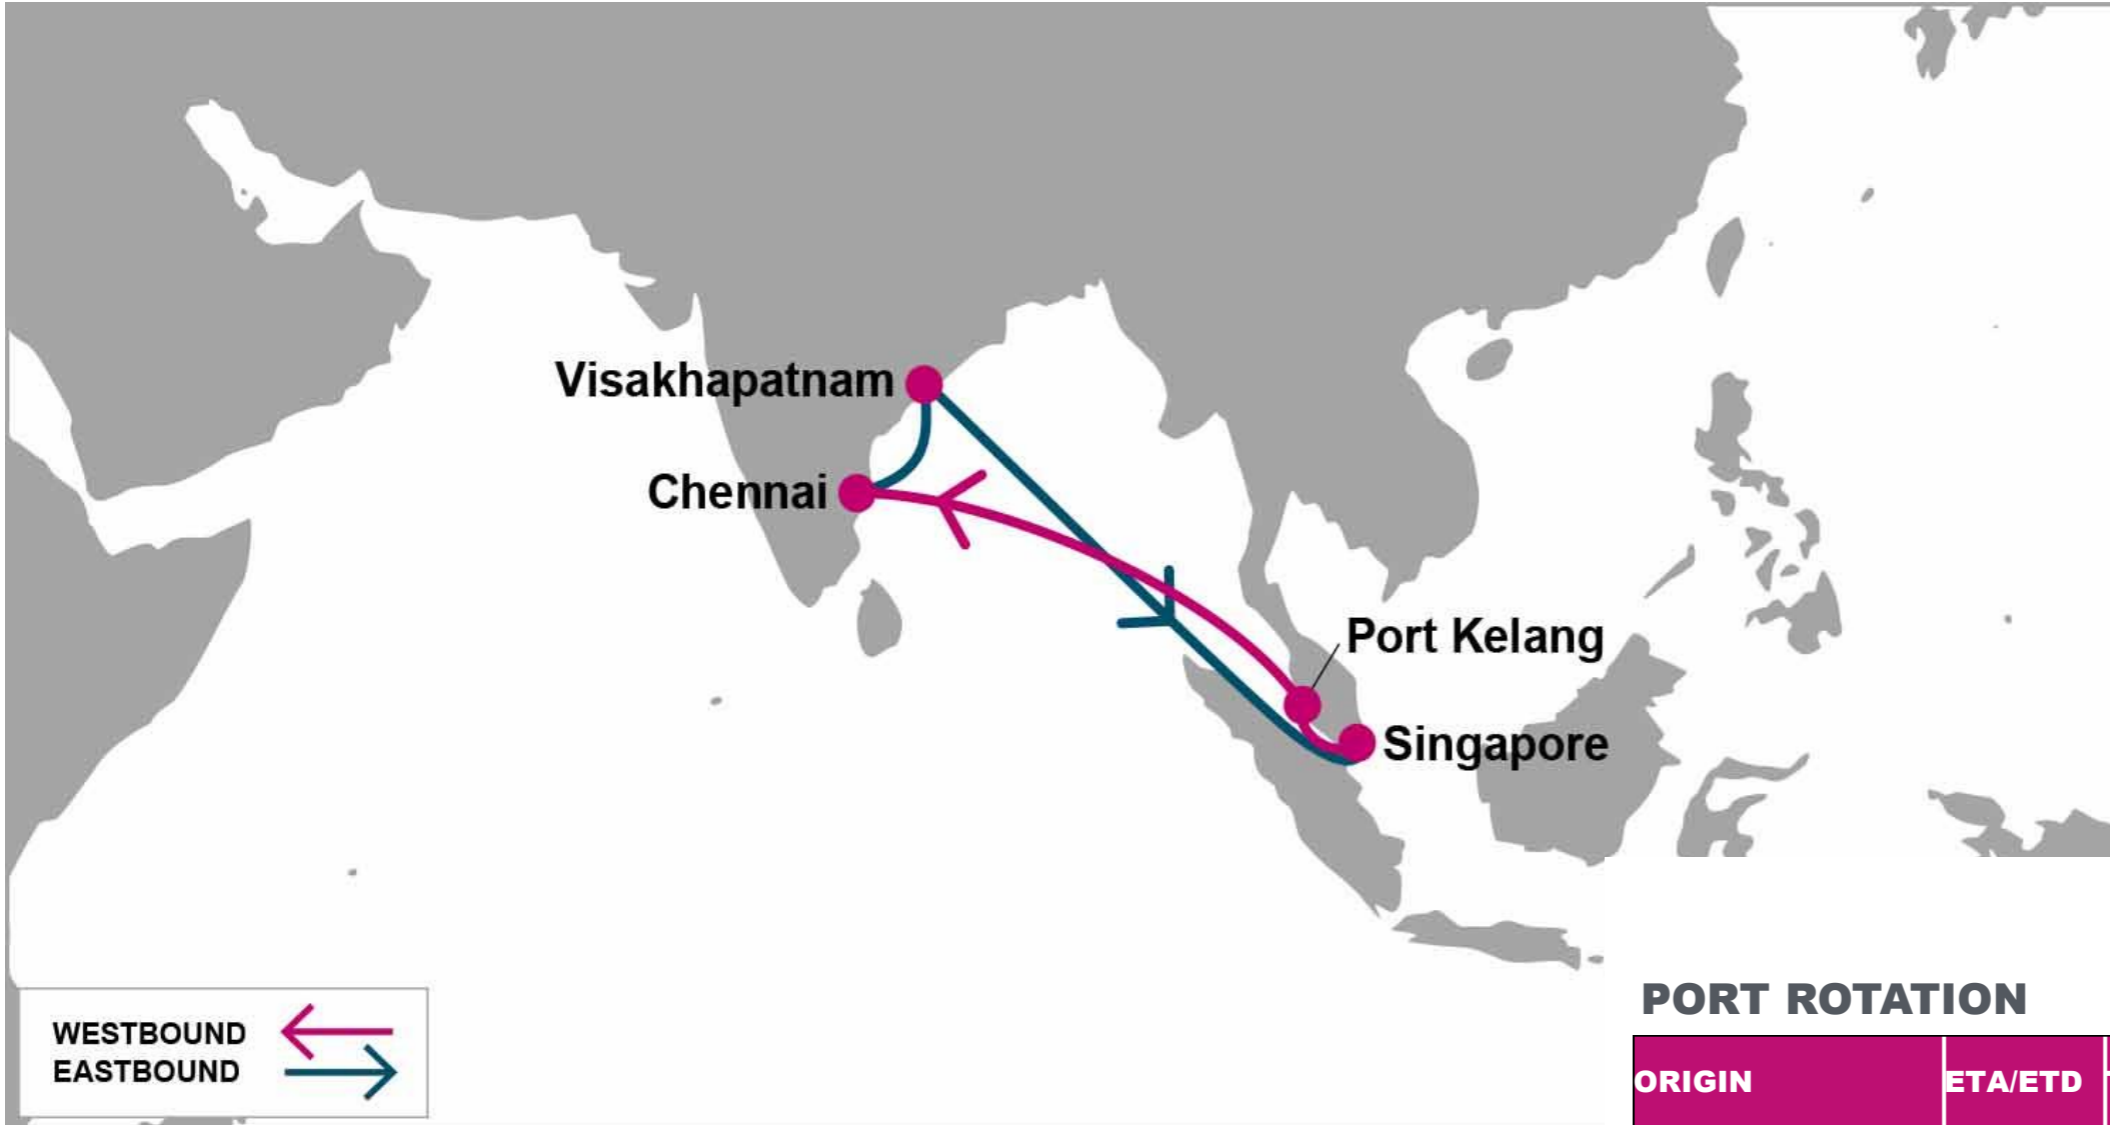 Visakhapatnam
Chennai
Port Kelang
Singapore
WESTBOUND
EASTBOUND
PORT ROTATION
ORIGIN ETA/ETD